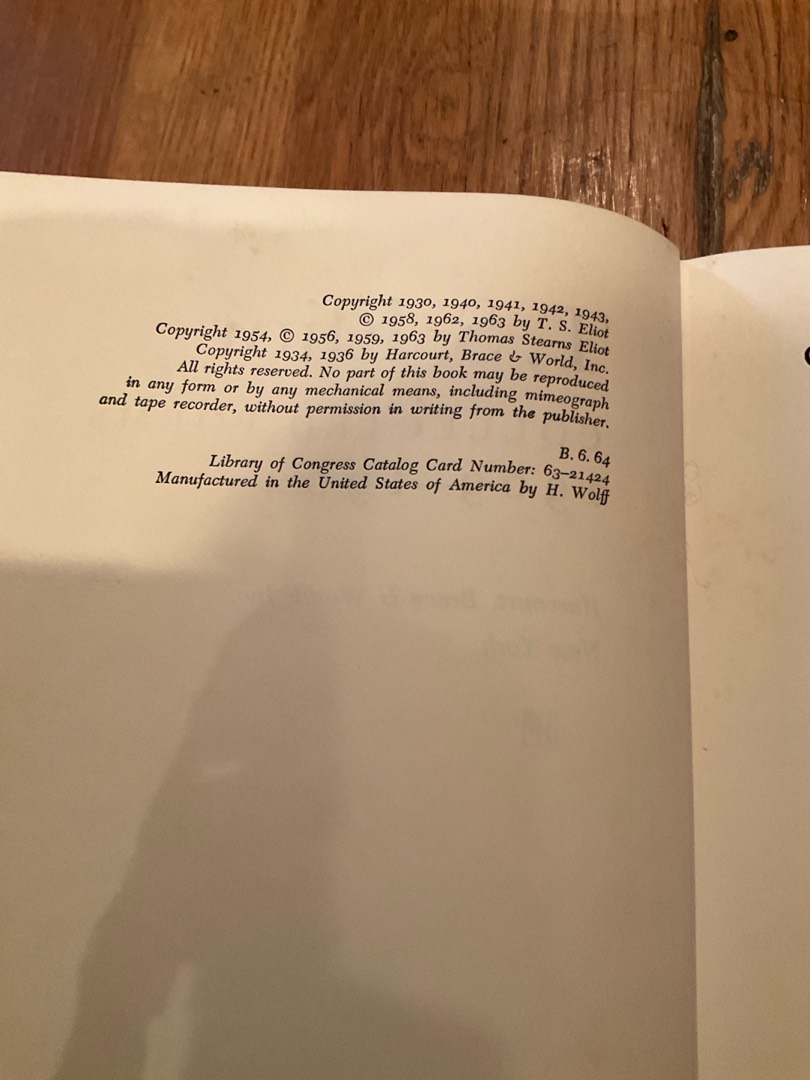 Copyright 1930, 1940, 1941, 1942, 1943,
© 1958, 1962, 1963 by T. S. Eliot
Copyright 1954, © 1956, 1959, 1963 by Thomas Stearns Eliot
Copyright 1934, 1936 by Harcourt, Brace & World, Inc.
All rights reserved. No part of this book may be reproduced
in any form or by any mechanical means, including mimeograph
and tape recorder, without permission in writing from the publisher.
B. 6. 64
Library of Congress Catalog Card Number: 63–21424
Manufactured in the United States of America by H. Wolff